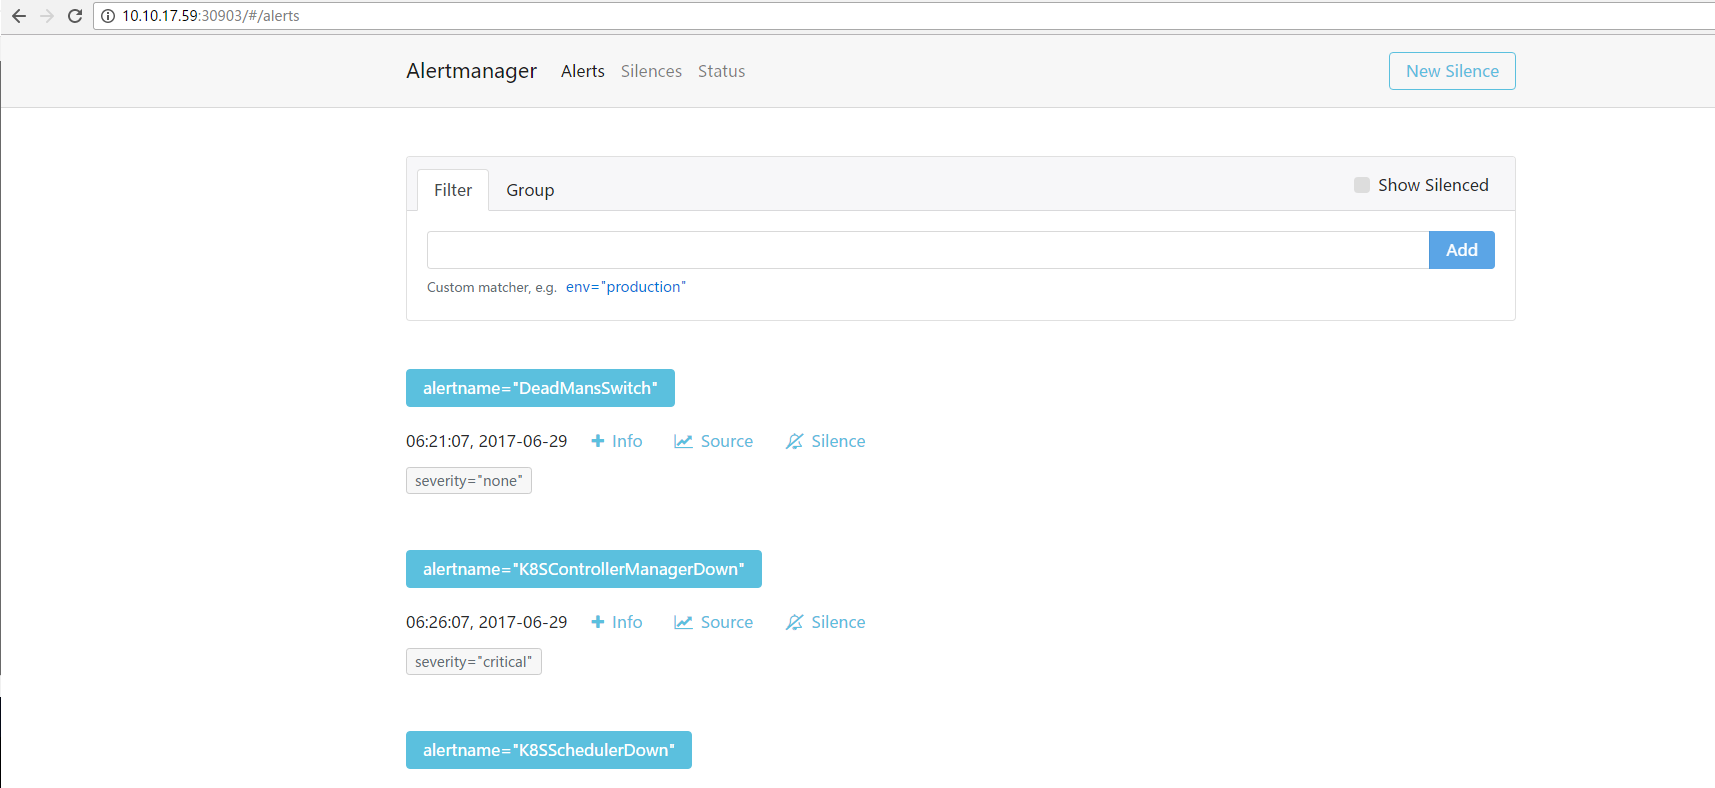 10.10.17.59:30903/#/alerts
Alertmanager Alerts Silences Status New Silence
Filter Group Show Silenced
Add
Custom matcher, e.g. env="production"
alertname="DeadMansSwitch"
06:21:07, 2017-06-29 Info Source Silence
severity="none"
alertname="K8SControllerManagerDown"
06:26:07, 2017-06-29 Info Source Silence
severity="critical"
alertname="K8SSchedulerDown"